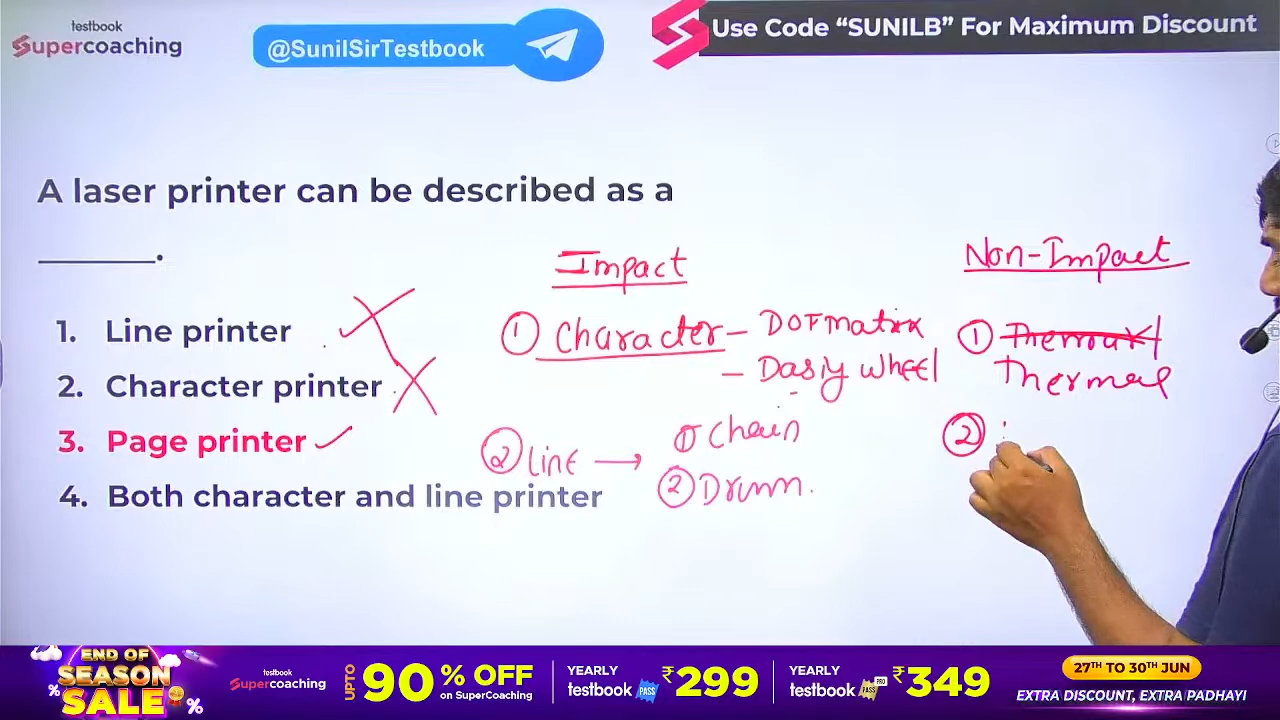 testbook
Supercoaching
@SunilSirTestbook
Use Code “SUNILB” For Maximum Discount
A laser printer can be described as a
________.
1. Line printer
2. Character printer
3. Page printer
4. Both character and line printer
Impact
1 Character - DOTmatrix
- Dasiy wheel
2 Line → 1 Chain
2 Drum.
Non-Impact
1
Thermal
2
END OF
SEASON
SALE
testbook
Supercoaching
UPTO 90% OFF
on SuperCoaching
YEARLY
testbook PASS ₹299
YEARLY
testbook PASS PRO ₹349
27TH TO 30TH JUN
EXTRA DISCOUNT, EXTRA PADHAYI